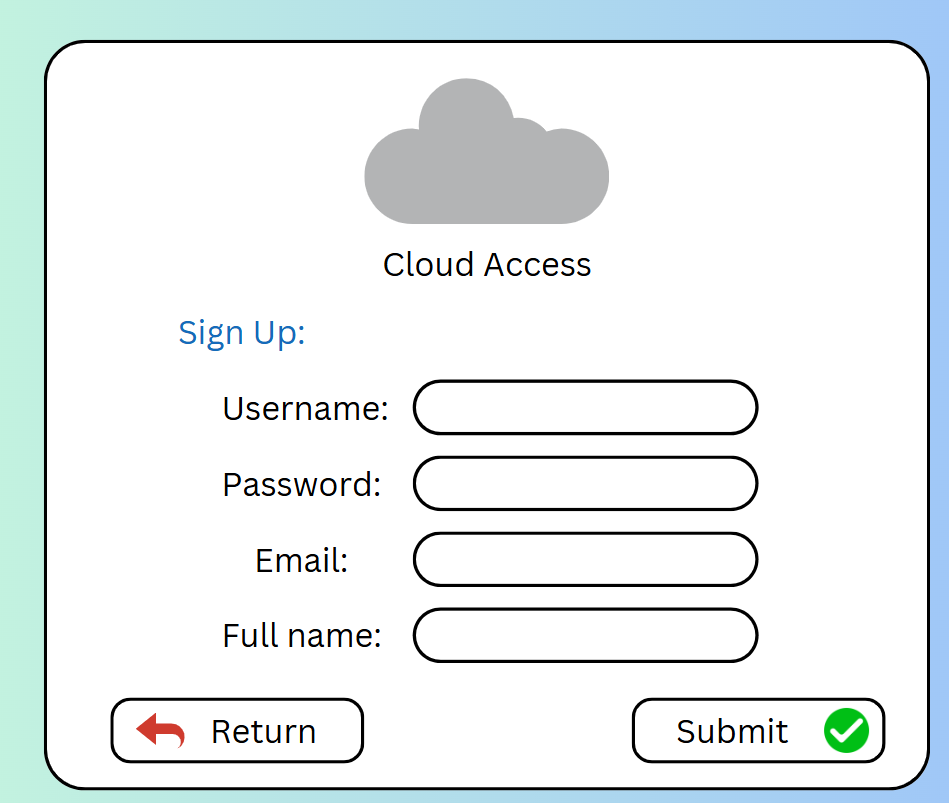 Cloud Access
Sign Up:
Username:
Password:
Email:
Full name:
Return
Submit